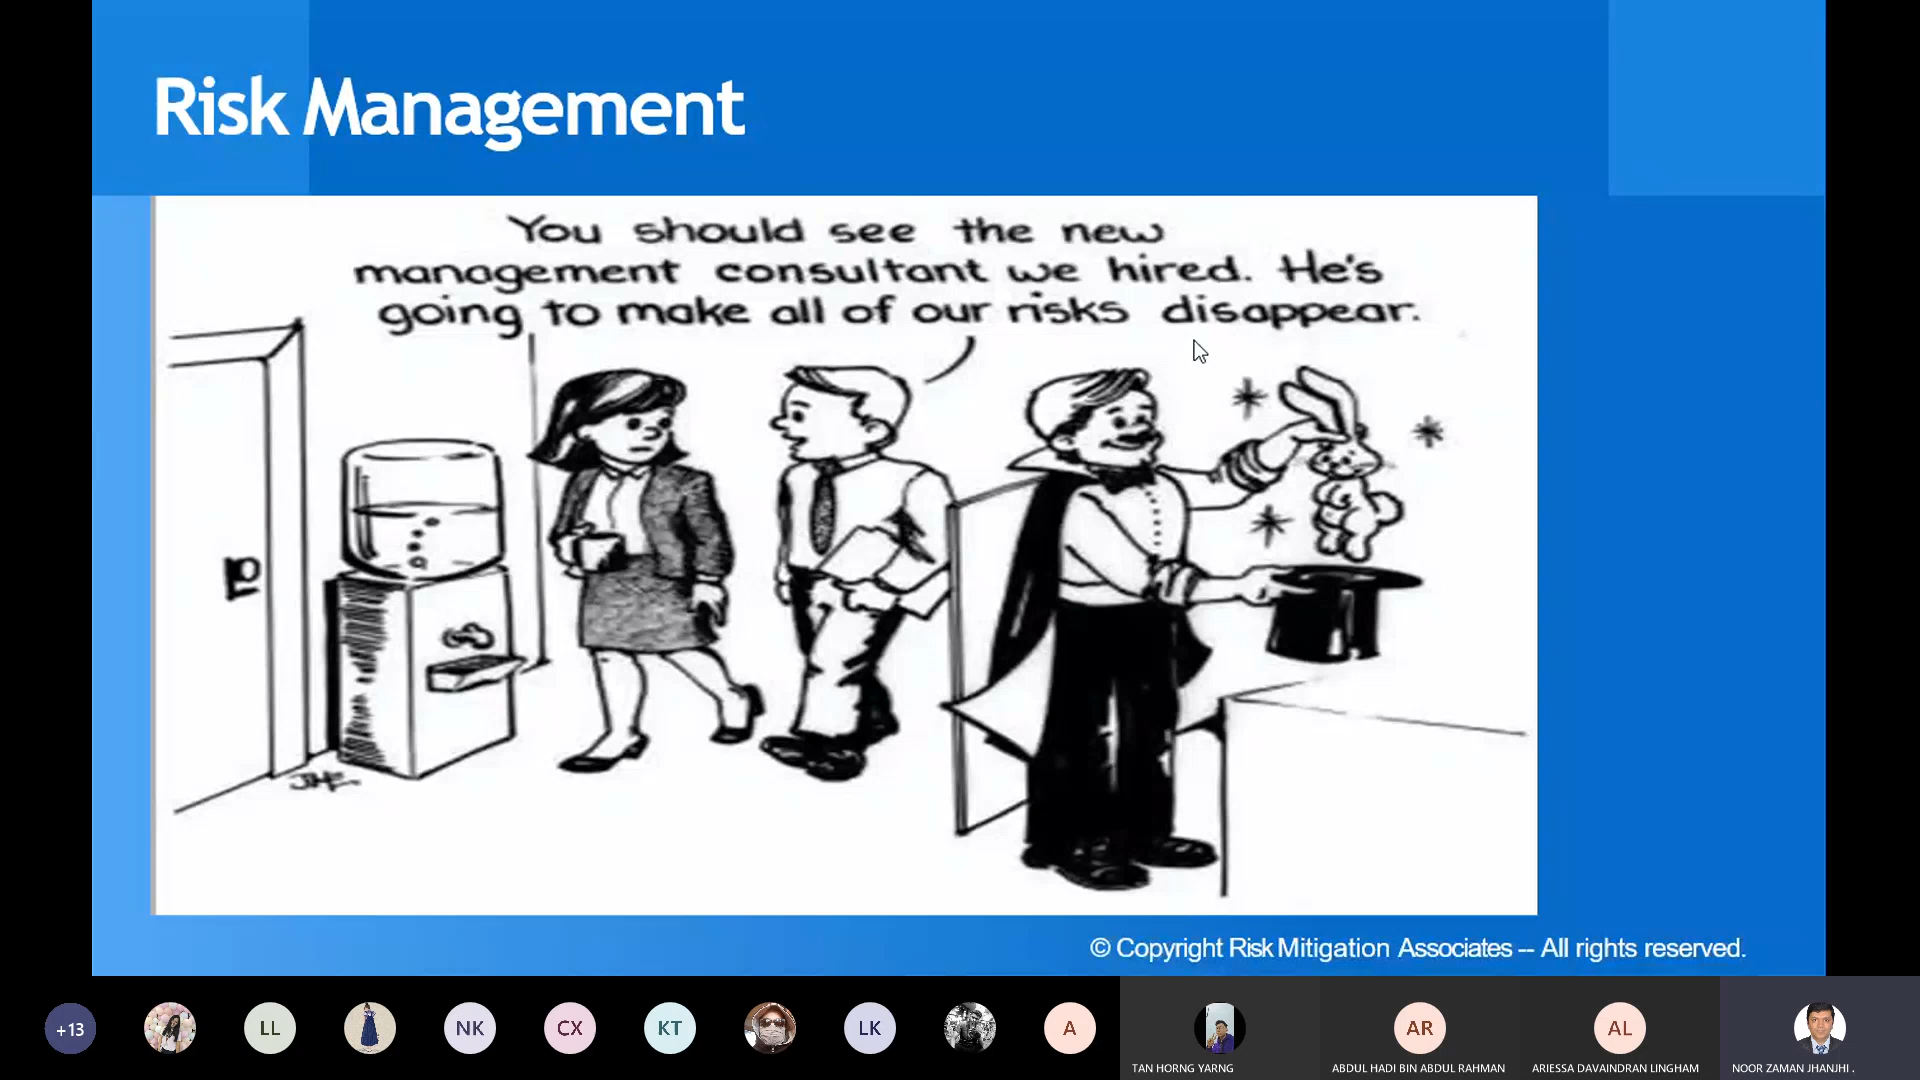 Risk Management
You should see the new
management consultant we hired. He's
going to make all of our risks disappear.
© Copyright Risk Mitigation Associates -- All rights reserved.
+13
LL
NK
CX
KT
LK
A
AR
AL
TAN HORNG YARNG
ABDUL HADI BIN ABDUL RAHMAN
ARIESSA DAVAINDRAN LINGHAM
NOOR ZAMAN JHANJHI .